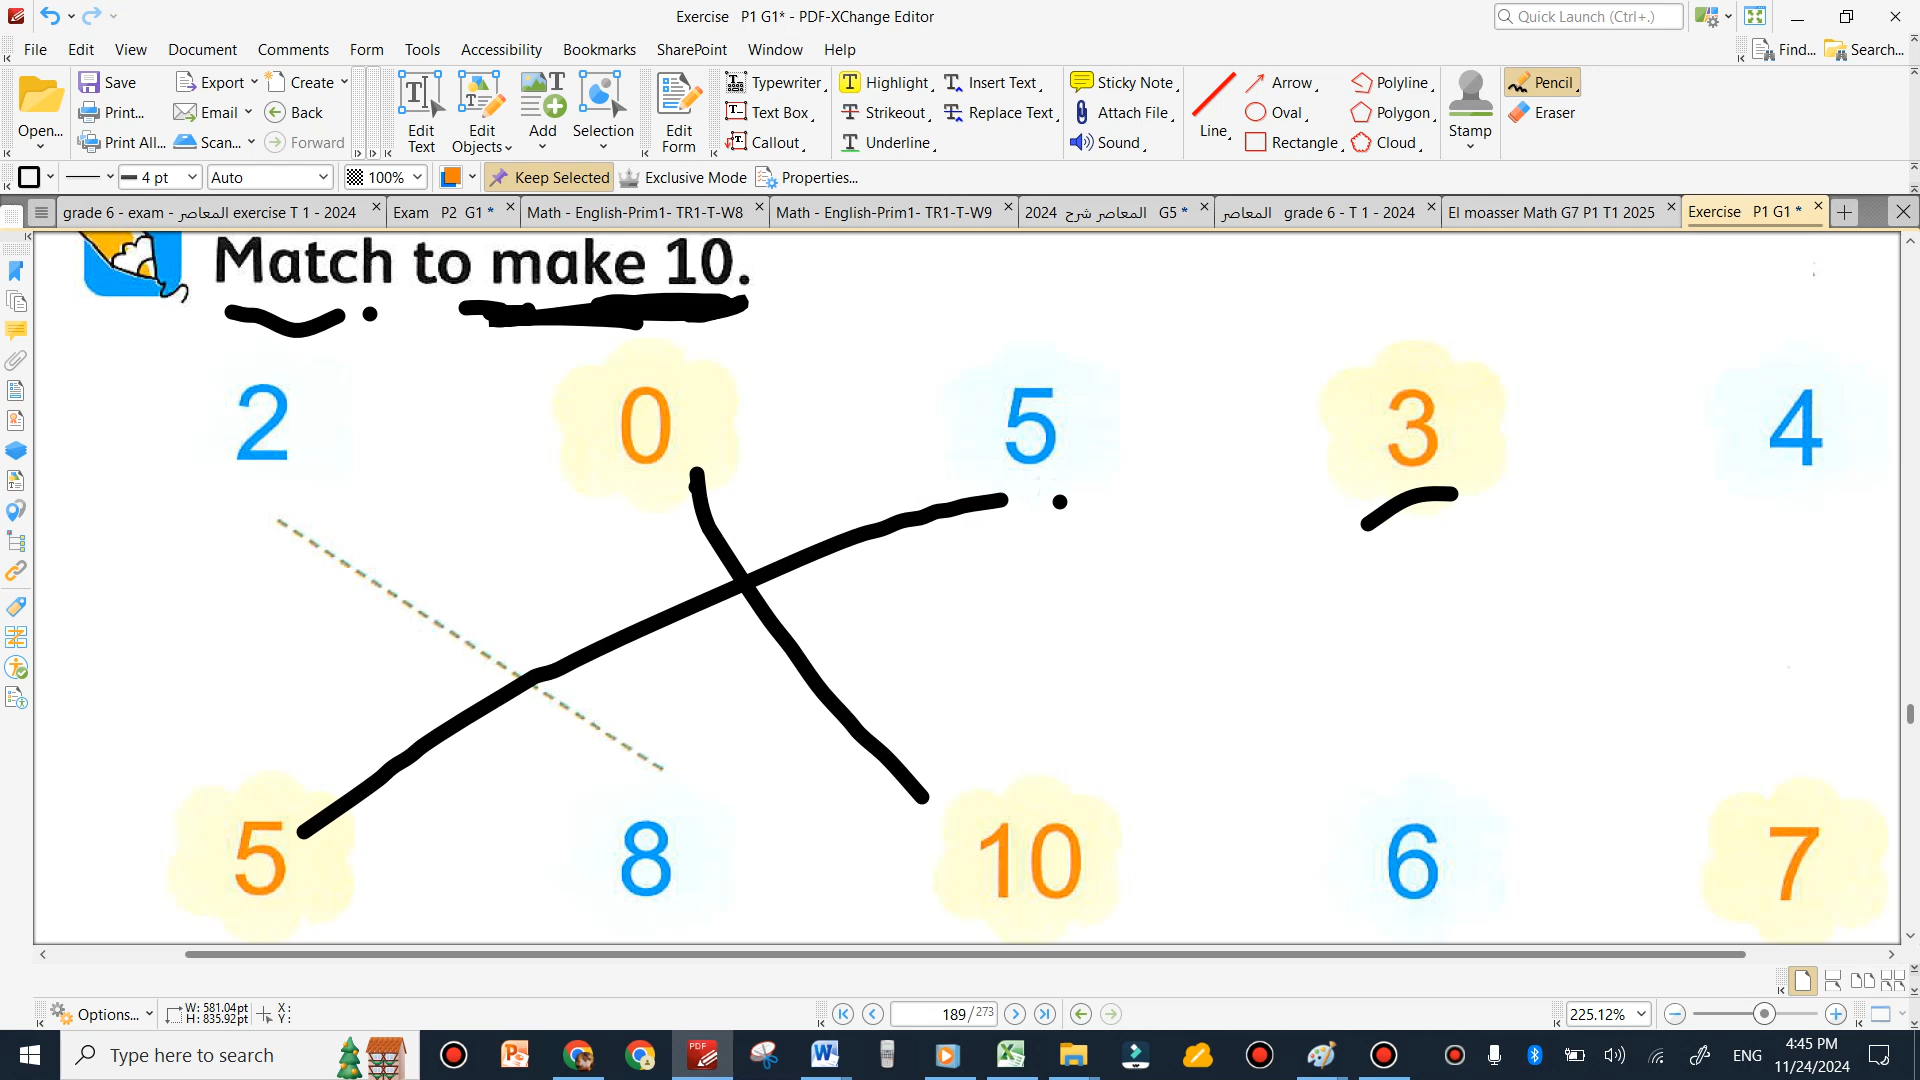 Exercise P1 G1* - PDF-XChange Editor
Quick Launch (Ctrl+.)
File Edit View Document Comments Form Tools Accessibility Bookmarks SharePoint Window Help
Find... Search...
Open...
Save Export Create
Print... Email Back
Print All... Scan... Forward
Edit Text
Edit Objects
Add
Selection
Edit Form
Typewriter Highlight Insert Text
Text Box Strikeout Replace Text
Callout Underline
Sticky Note
Attach File
Sound
Line
Arrow Polyline
Oval Polygon
Rectangle Cloud
Stamp
Pencil
Eraser
4 pt Auto 100% Keep Selected Exclusive Mode Properties...
grade 6 - exam - المعاصر exercise T 1 - 2024
Exam P2 G1 *
Math - English-Prim1- TR1-T-W8
Math - English-Prim1- TR1-T-W9
2024 المعاصر شرح G5 *
المعاصر grade 6 - T 1 - 2024
El moasser Math G7 P1 T1 2025
Exercise P1 G1 *
Match to make 10.
2 0 5 3 4
5 8 10 6 7
Options...
W: 581.04pt
H: 835.92pt
X:
Y:
189 / 273
225.12%
Type here to search
PDF
ENG
4:45 PM
11/24/2024